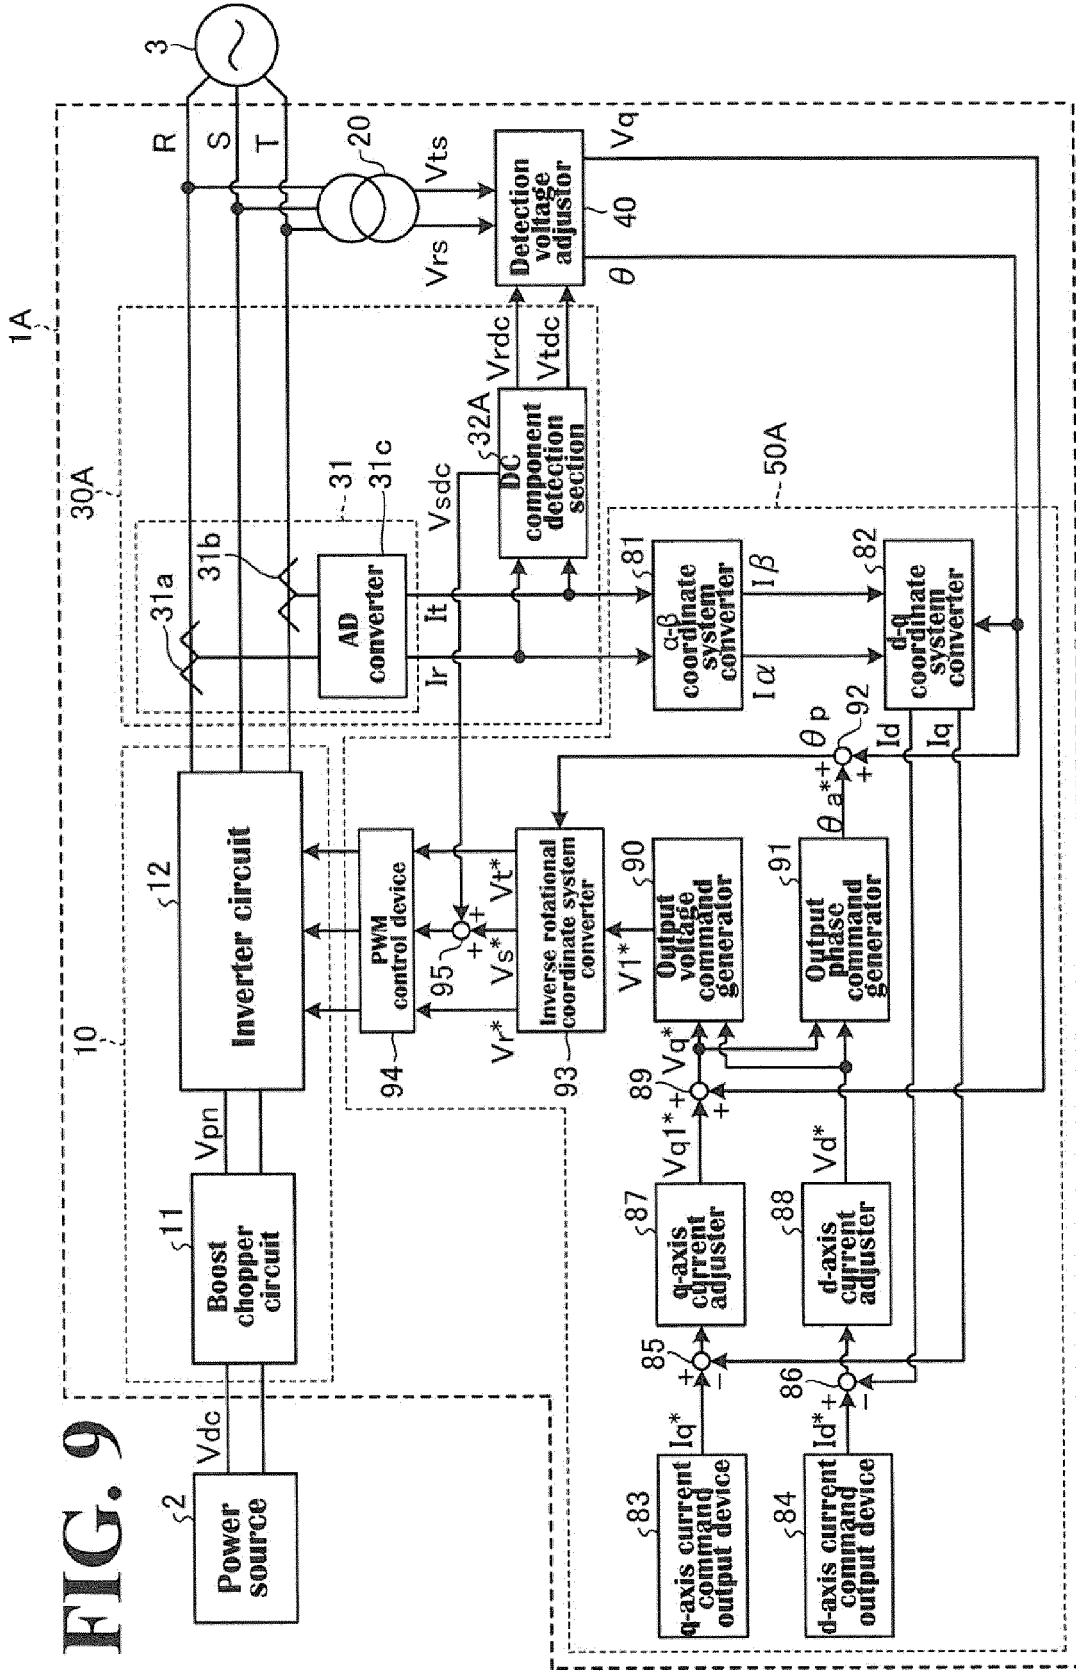 FIG. 9
1A
10
30A
50A
2
Power
source
Vdc
11
Boost
chopper
circuit
Vpn
12
Inverter circuit
31a
31b
31
31c
AD
converter
R
S
T
3
20
Vrs
Vts
Ir
It
Vsdc
32A
DC
component
detection
section
Vrdc
Vtdc
Detection
voltage
adjustor
40
θ
Vq
94
PWM
control device
95
+
+
Vr*
Vs*
Vt*
93
Inverse rotational
coordinate system
converter
V1*
81
α-β
coordinate
system
converter
Iα
Iβ
82
d-q
coordinate
system
converter
Id
Iq
83
q-axis current
command
output device
Iq*
85
+
−
87
q-axis
current
adjuster
Vq1*
89
+
+
Vq*
90
Output
voltage
command
generator
84
d-axis current
command
output device
Id*
86
+
−
88
d-axis
current
adjuster
Vd*
91
Output
phase
command
generator
θa*
+
+
θp
92